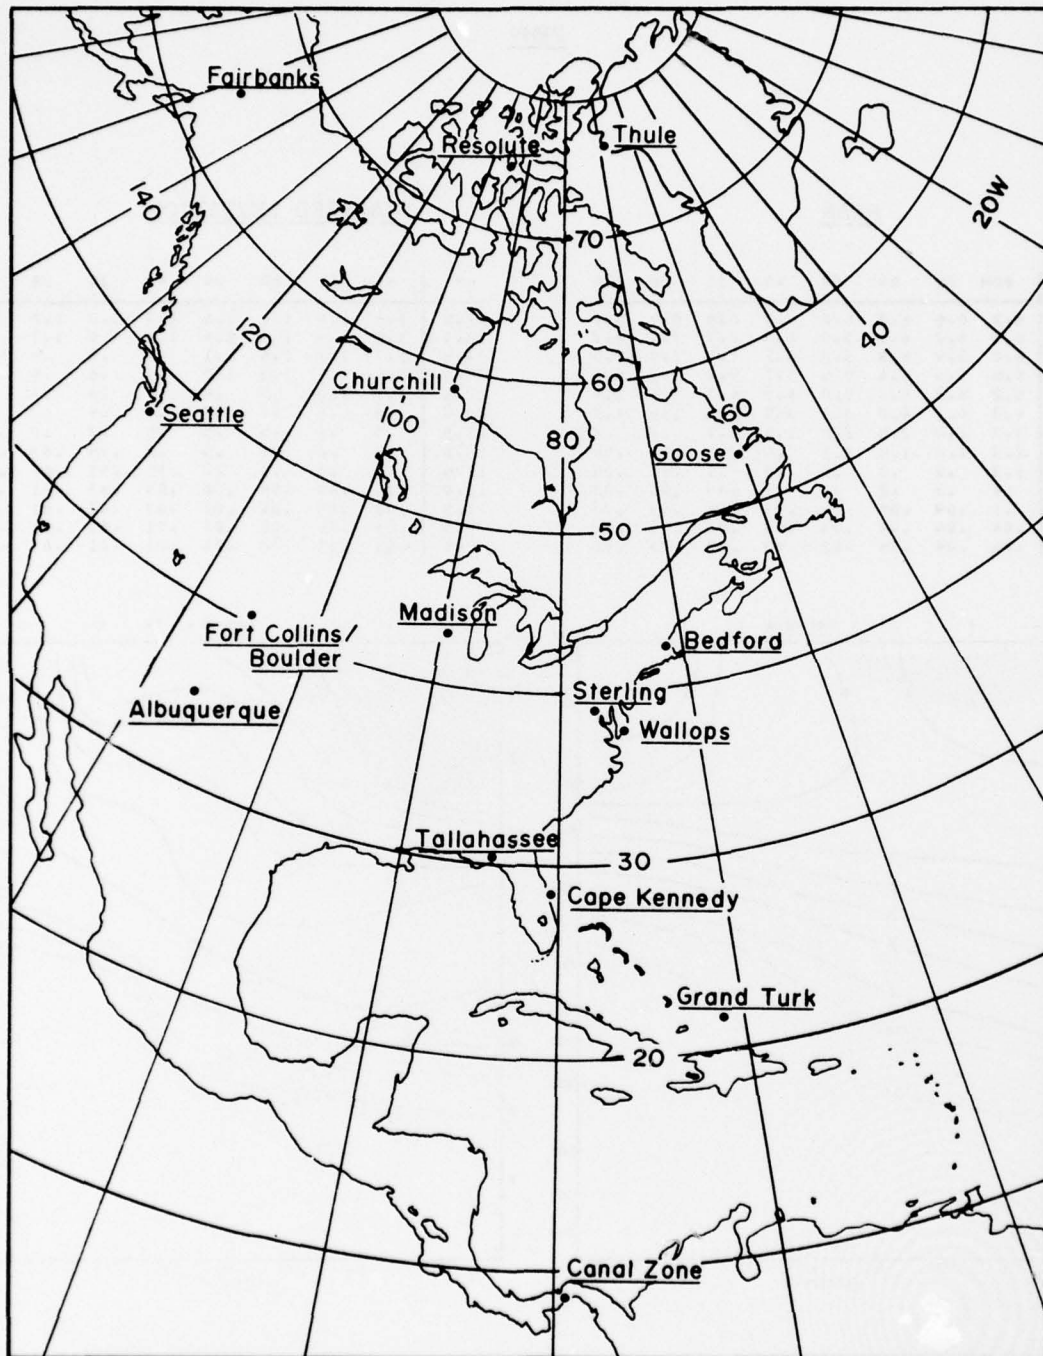 Fairbanks
Thule
Resolute
140
20W
70
120
40
Churchill
60
60
Seattle
100
80
Goose
50
Madison
Fort Collins
Boulder
Bedford
Sterling
Albuquerque
Wallops
Tallahassee
30
Cape Kennedy
Grand Turk
20
Canal Zone